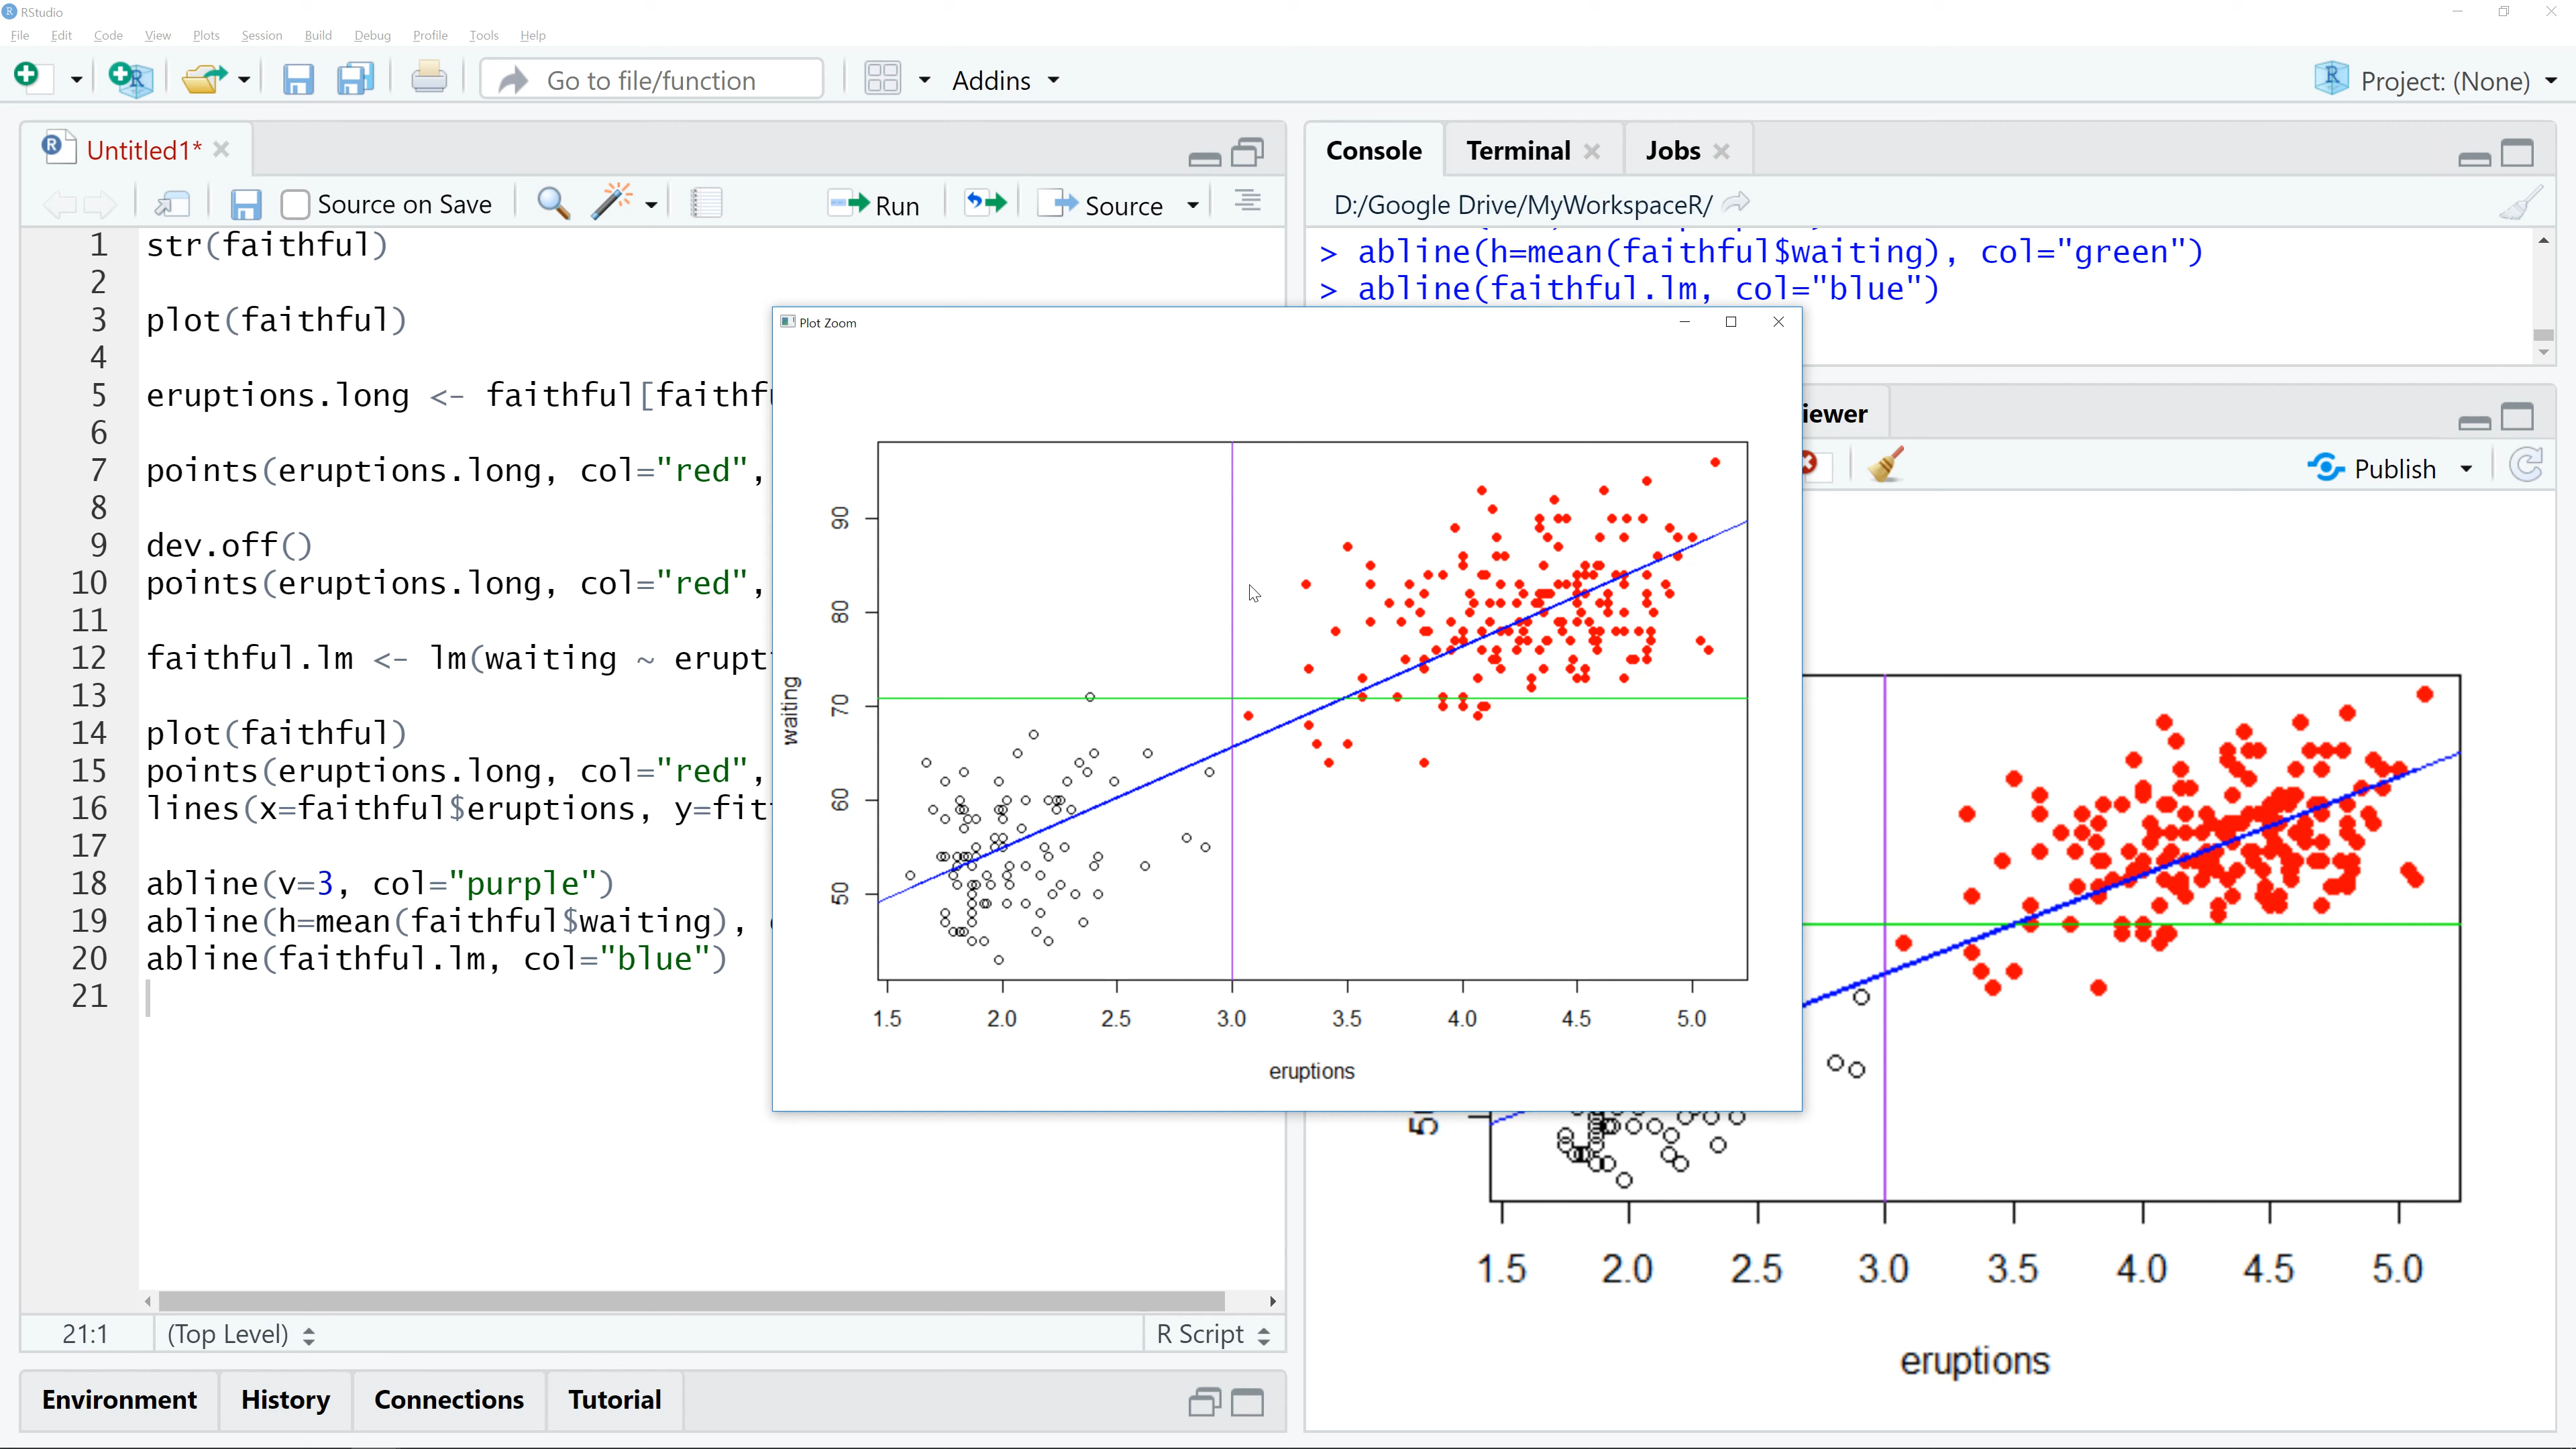 RStudio
File Edit Code View Plots Session Build Debug Profile Tools Help
Go to file/function Addins Project: (None)
Untitled1*
Source on Save Run Source
1 str(faithful)
2
3 plot(faithful)
4
5 eruptions.long <- faithful[faithf
6
7 points(eruptions.long, col="red",
8
9 dev.off()
10 points(eruptions.long, col="red",
11
12 faithful.lm <- lm(waiting ~ erupt
13
14 plot(faithful)
15 points(eruptions.long, col="red",
16 lines(x=faithful$eruptions, y=fit
17
18 abline(v=3, col="purple")
19 abline(h=mean(faithful$waiting),
20 abline(faithful.lm, col="blue")
21
21:1 (Top Level) R Script
Environment History Connections Tutorial
Console Terminal Jobs
D:/Google Drive/MyWorkspaceR/
> abline(h=mean(faithful$waiting), col="green")
> abline(faithful.lm, col="blue")
iewer
Publish
Plot Zoom
90
80
70
60
50
waiting
1.5 2.0 2.5 3.0 3.5 4.0 4.5 5.0
eruptions
1.5 2.0 2.5 3.0 3.5 4.0 4.5 5.0
eruptions